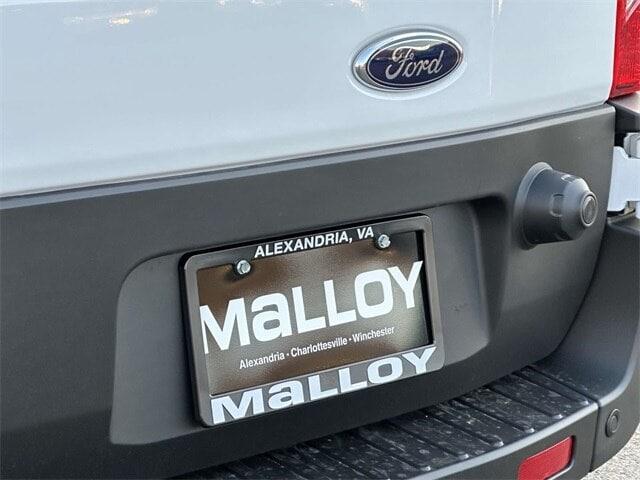 Ford
ALEXANDRIA, VA
MaLLOY
Alexandria • Charlottesville • Winchester
MaLLOY